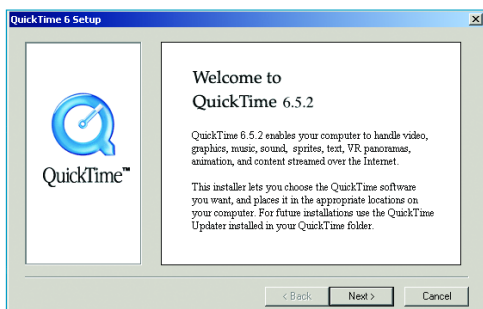 QuickTime 6 Setup
QuickTime™
Welcome to
QuickTime 6.5.2
QuickTime 6.5.2 enables your computer to handle video,
graphics, music, sound, sprites, text, VR panoramas,
animation, and content streamed over the Internet.
This installer lets you choose the QuickTime software
you want, and places it in the appropriate locations on
your computer. For future installations use the QuickTime
Updater installed in your QuickTime folder.
< Back
Next >
Cancel